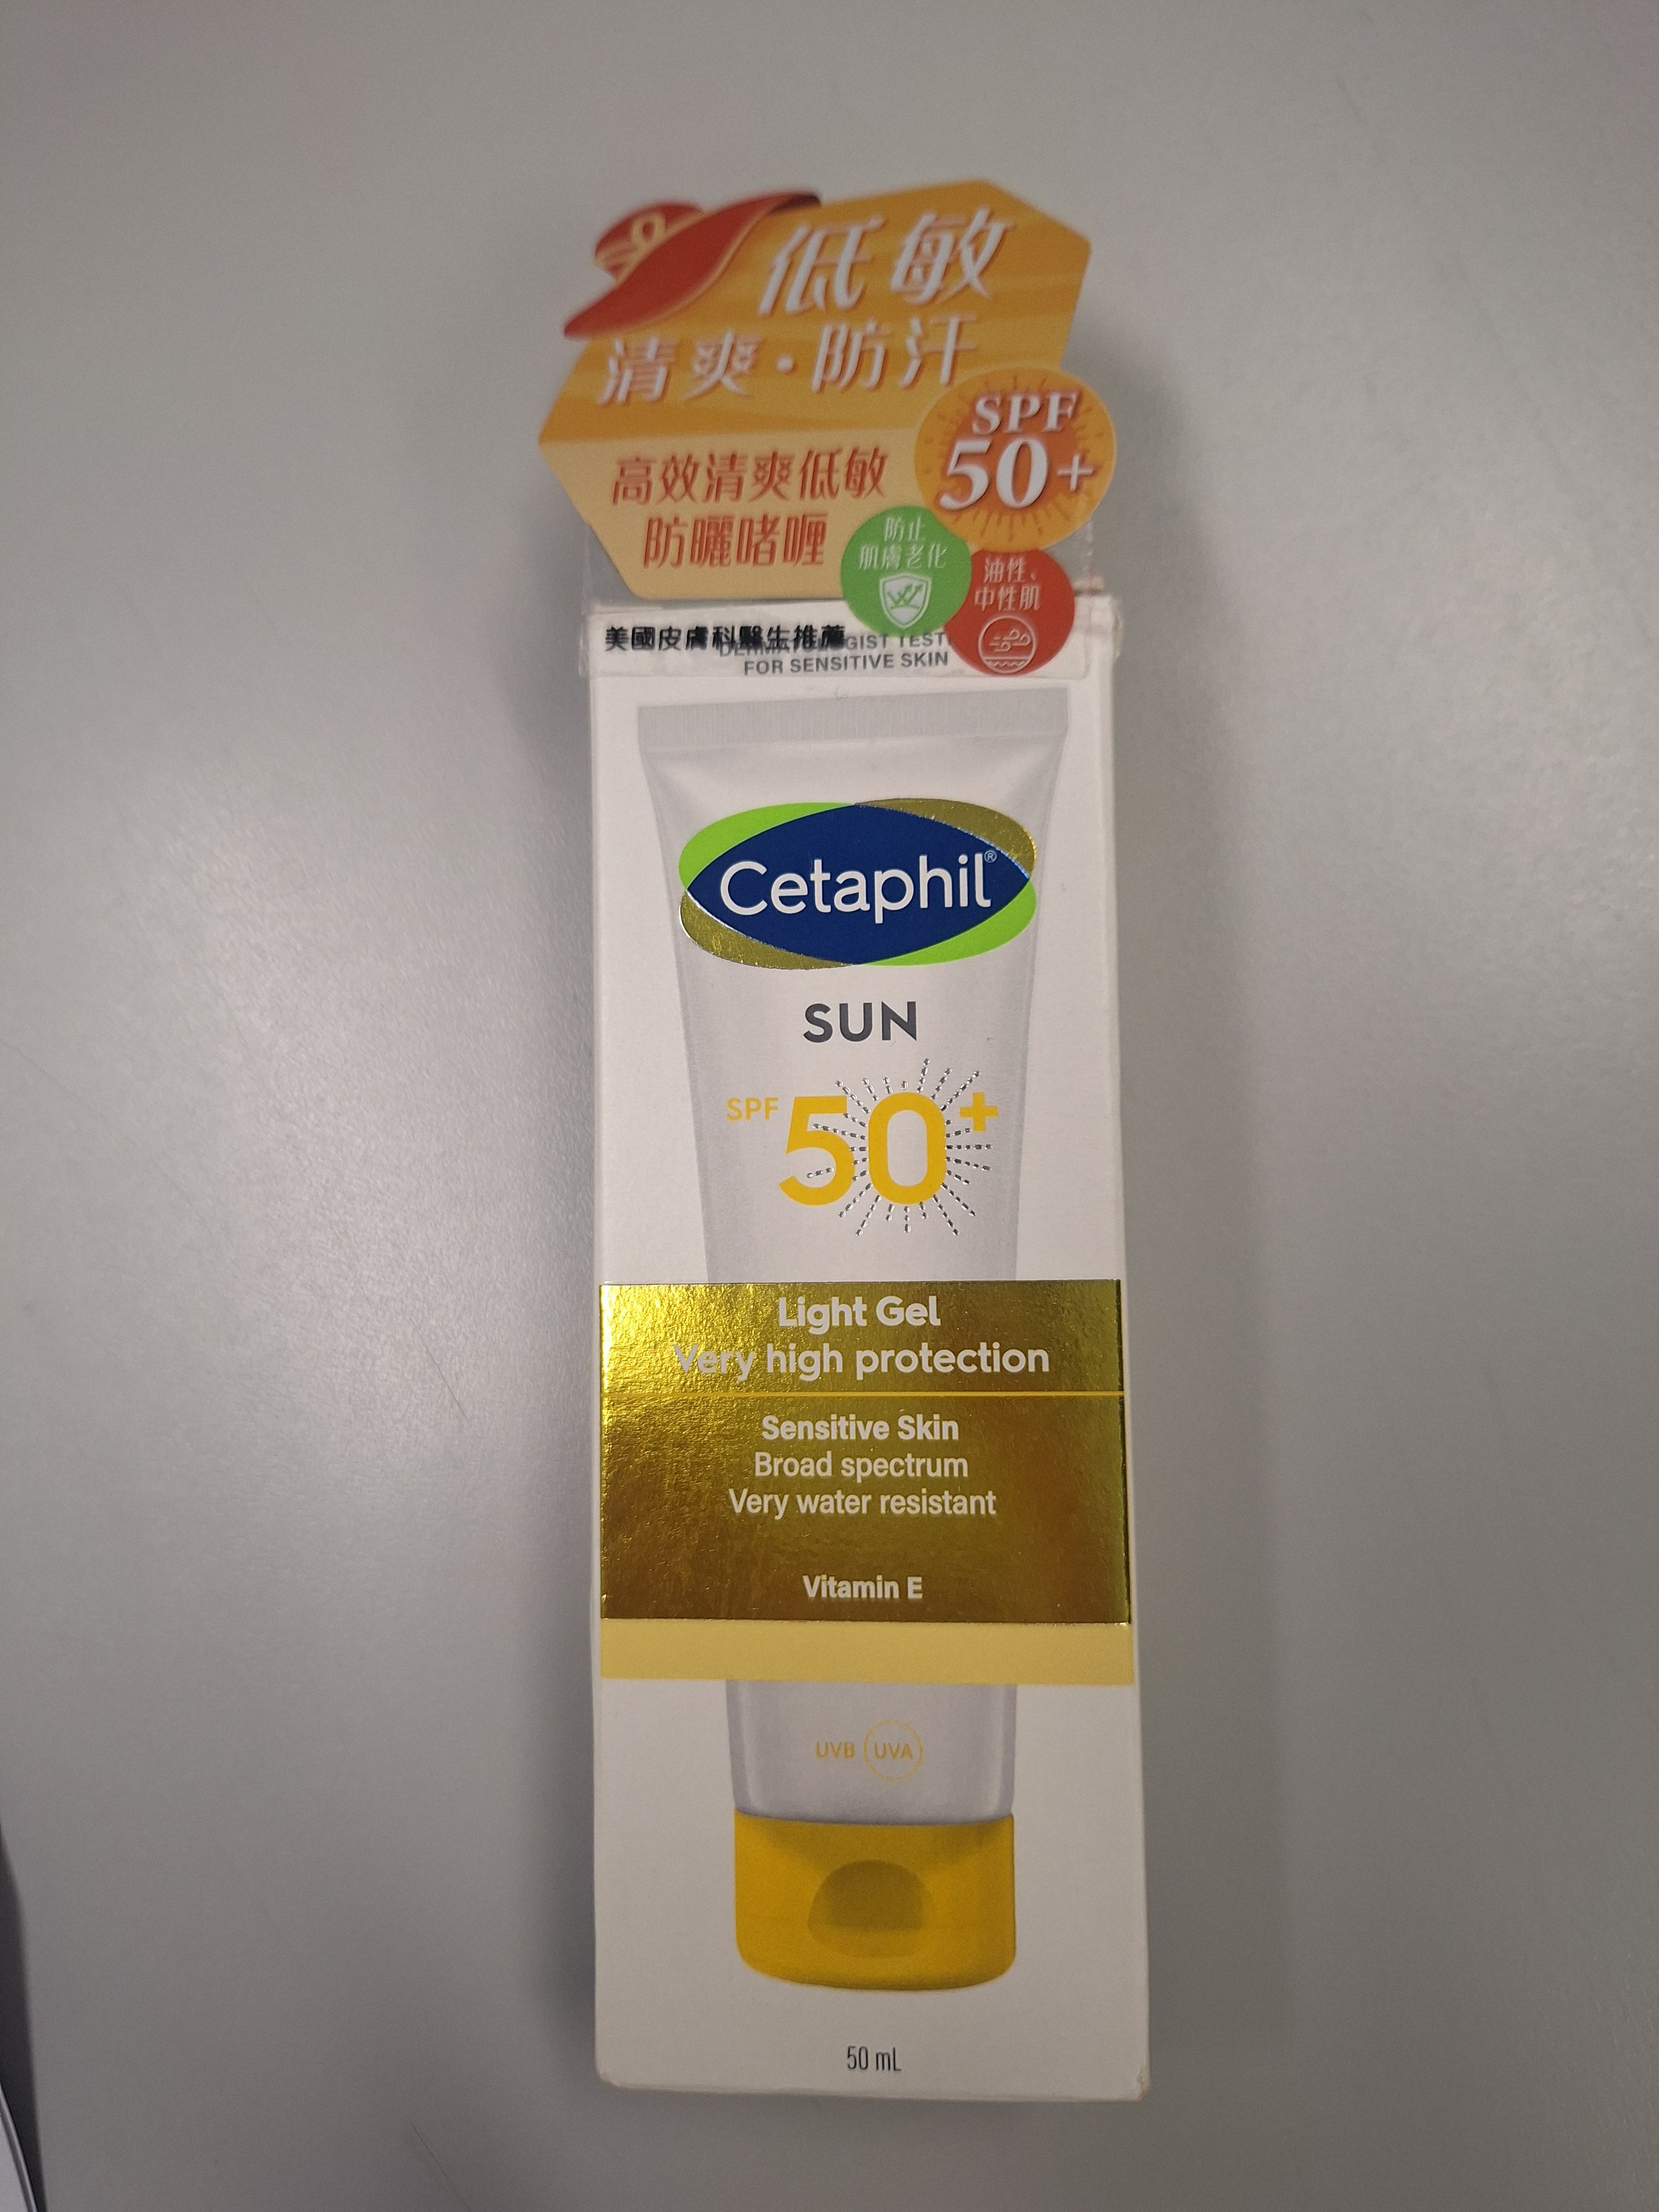 低敏
清爽·防汗
SPF
50+
高效清爽低敏
防曬啫喱
防止
肌膚老化
油性、
中性肌
美國皮膚科醫生推薦
FOR SENSITIVE SKIN
Cetaphil®
SUN
SPF 50+
Light Gel
Very high protection
Sensitive Skin
Broad spectrum
Very water resistant
Vitamin E
UVB UVA
50 mL